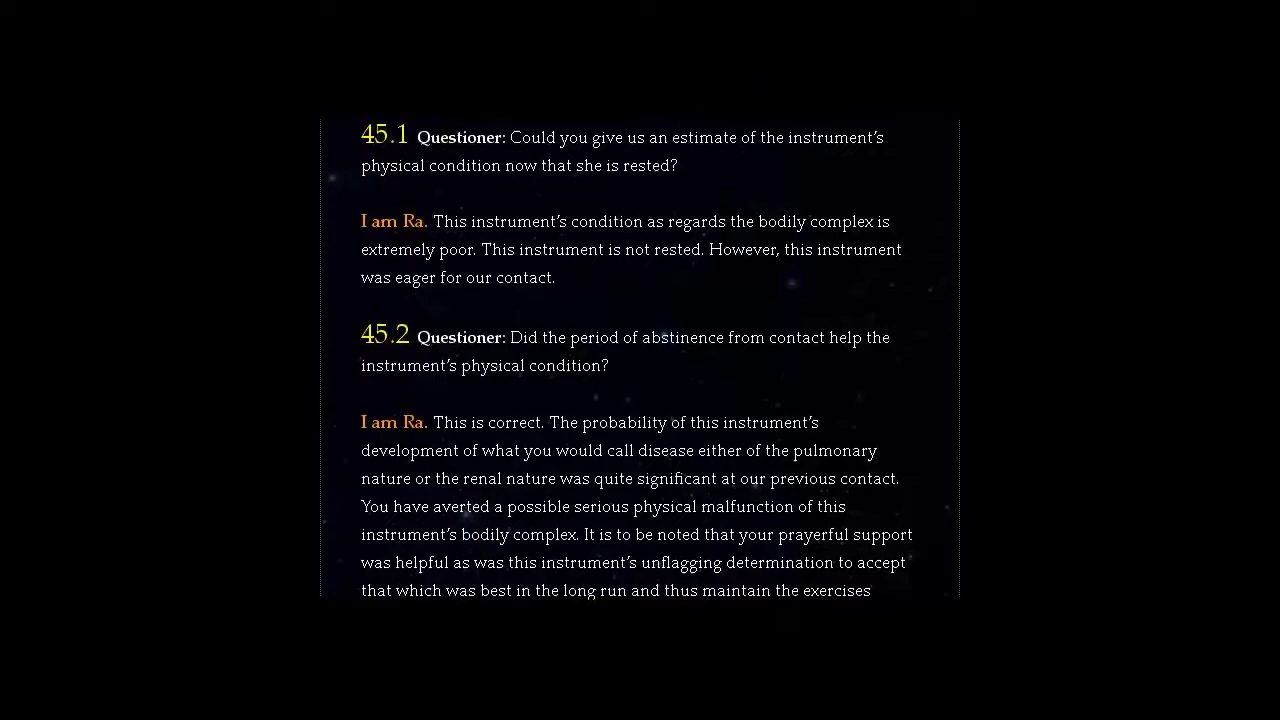 45.1 Questioner: Could you give us an estimate of the instrument's
physical condition now that she is rested?
I am Ra. This instrument's condition as regards the bodily complex is
extremely poor. This instrument is not rested. However, this instrument
was eager for our contact.
45.2 Questioner: Did the period of abstinence from contact help the
instrument's physical condition?
I am Ra. This is correct. The probability of this instrument's
development of what you would call disease either of the pulmonary
nature or the renal nature was quite significant at our previous contact.
You have averted a possible serious physical malfunction of this
instrument's bodily complex. It is to be noted that your prayerful support
was helpful as was this instrument's unflagging determination to accept
that which was best in the long run and thus maintain the exercises